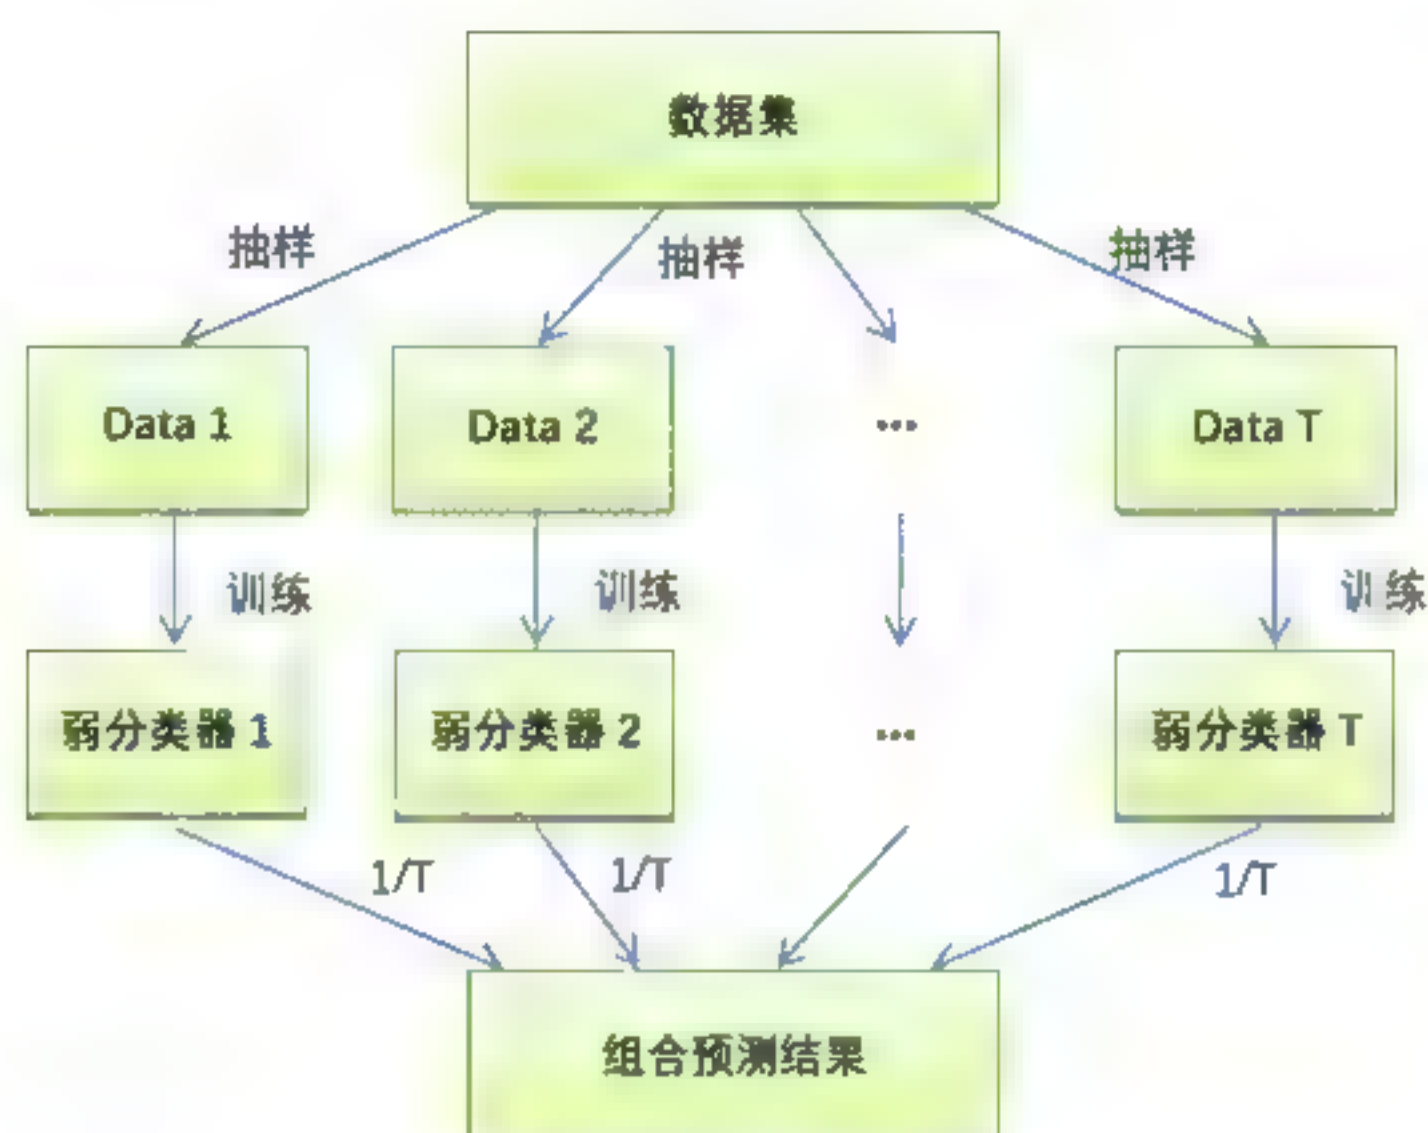 数据集
抽样 抽样 抽样
Data 1 Data 2 ... Data T
训练 训练 训练
弱分类器 1 弱分类器 2 ... 弱分类器 T
1/T 1/T 1/T
组合预测结果